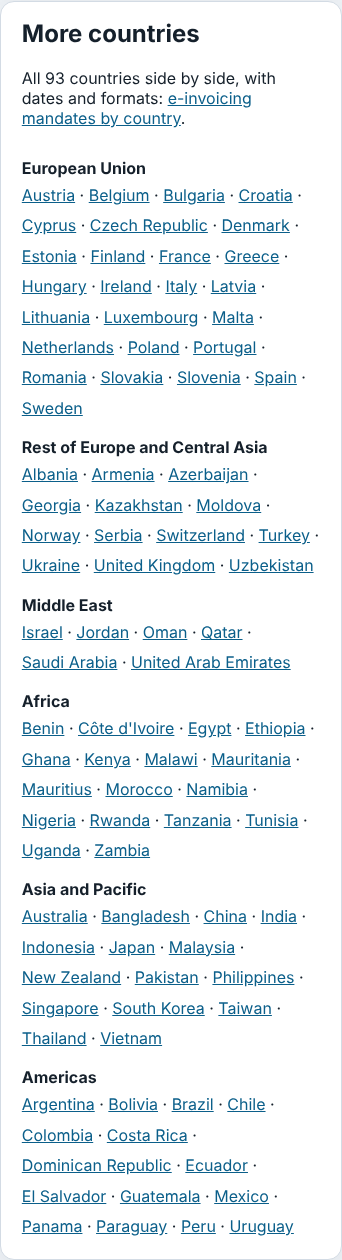 More countries
All 93 countries side by side, with
dates and formats: e-invoicing
mandates by country.
European Union
Austria · Belgium · Bulgaria · Croatia ·
Cyprus · Czech Republic · Denmark ·
Estonia · Finland · France · Greece ·
Hungary · Ireland · Italy · Latvia ·
Lithuania · Luxembourg · Malta ·
Netherlands · Poland · Portugal ·
Romania · Slovakia · Slovenia · Spain ·
Sweden
Rest of Europe and Central Asia
Albania · Armenia · Azerbaijan ·
Georgia · Kazakhstan · Moldova ·
Norway · Serbia · Switzerland · Turkey ·
Ukraine · United Kingdom · Uzbekistan
Middle East
Israel · Jordan · Oman · Qatar ·
Saudi Arabia · United Arab Emirates
Africa
Benin · Côte d'Ivoire · Egypt · Ethiopia ·
Ghana · Kenya · Malawi · Mauritania ·
Mauritius · Morocco · Namibia ·
Nigeria · Rwanda · Tanzania · Tunisia ·
Uganda · Zambia
Asia and Pacific
Australia · Bangladesh · China · India ·
Indonesia · Japan · Malaysia ·
New Zealand · Pakistan · Philippines ·
Singapore · South Korea · Taiwan ·
Thailand · Vietnam
Americas
Argentina · Bolivia · Brazil · Chile ·
Colombia · Costa Rica ·
Dominican Republic · Ecuador ·
El Salvador · Guatemala · Mexico ·
Panama · Paraguay · Peru · Uruguay